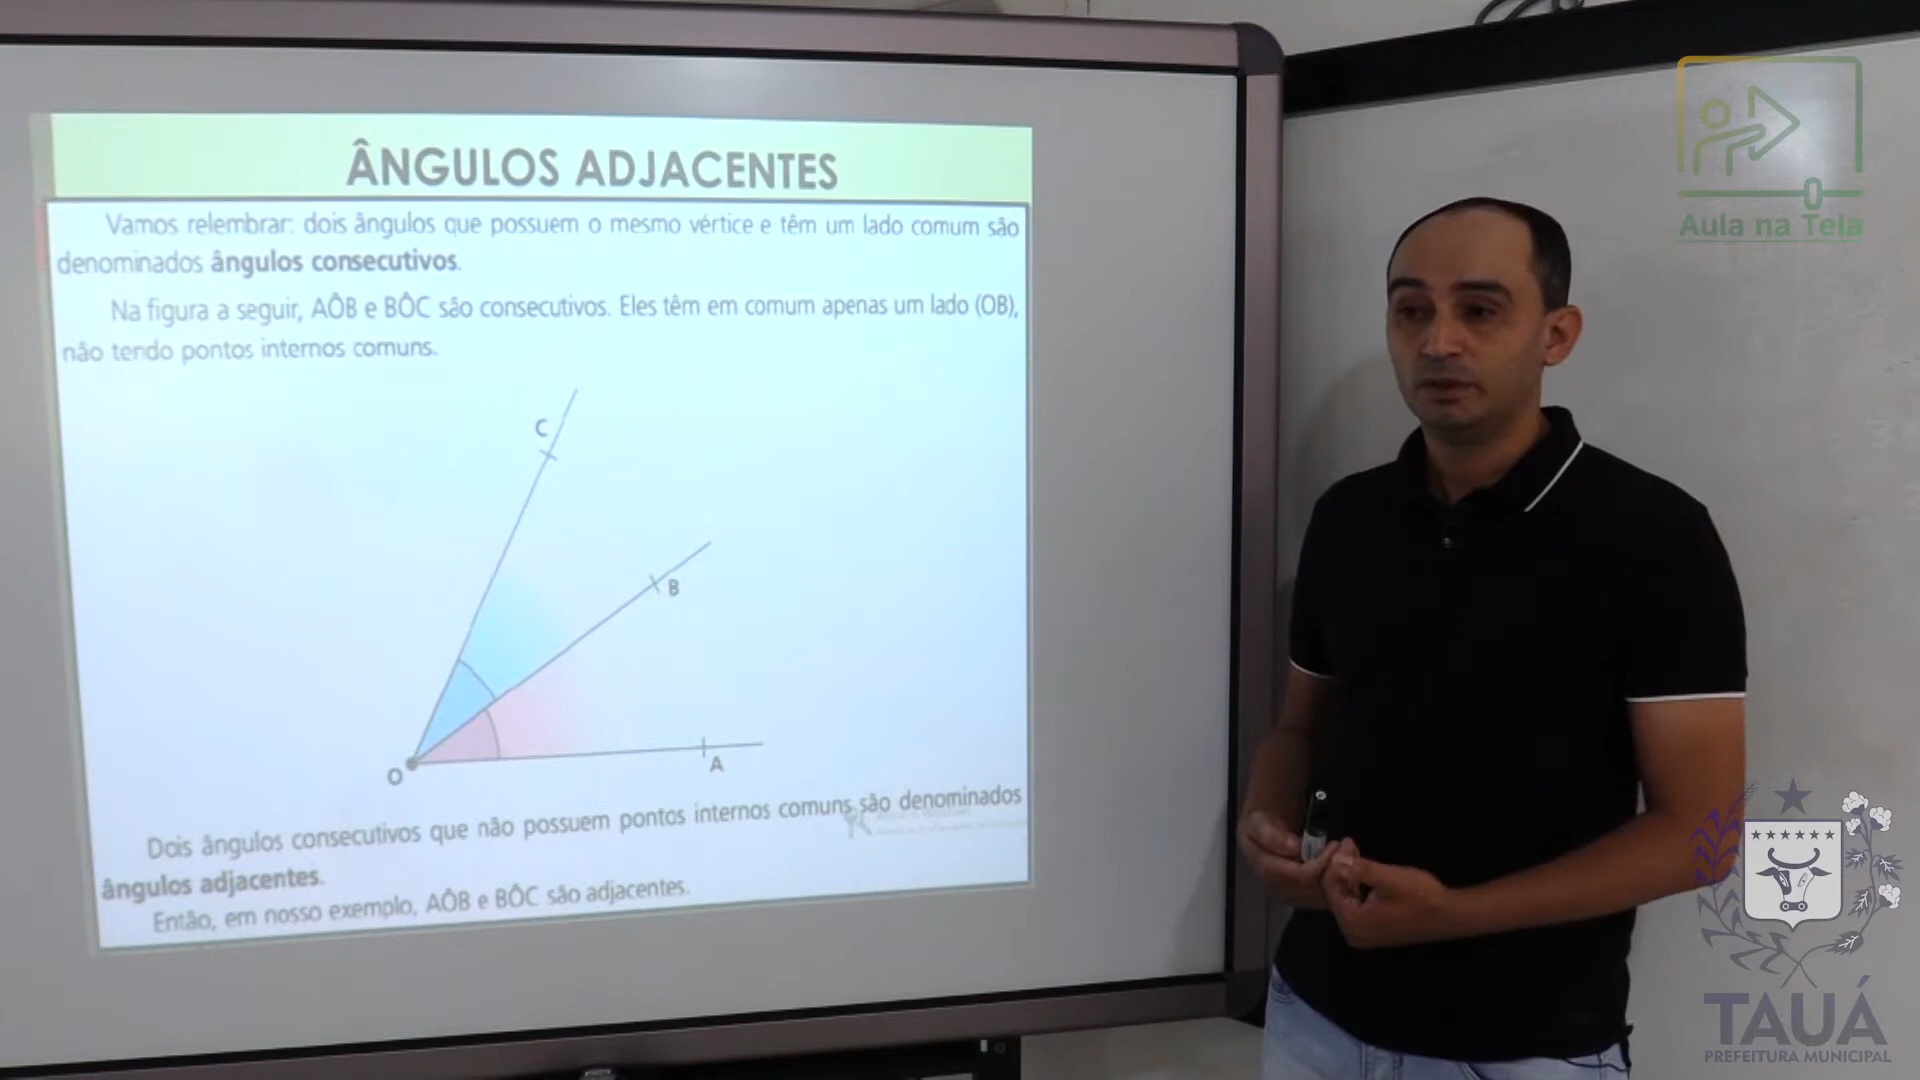 ÂNGULOS ADJACENTES
Vamos relembrar: dois ângulos que possuem o mesmo vértice e têm um lado comum são
denominados ângulos consecutivos.
Na figura a seguir, AÔB e BÔC são consecutivos. Eles têm em comum apenas um lado (OB),
não tendo pontos internos comuns.
C
B
O
A
Dois ângulos consecutivos que não possuem pontos internos comuns são denominados
ângulos adjacentes.
Então, em nosso exemplo, AÔB e BÔC são adjacentes.
Aula na Tela
TAUÁ
PREFEITURA MUNICIPAL